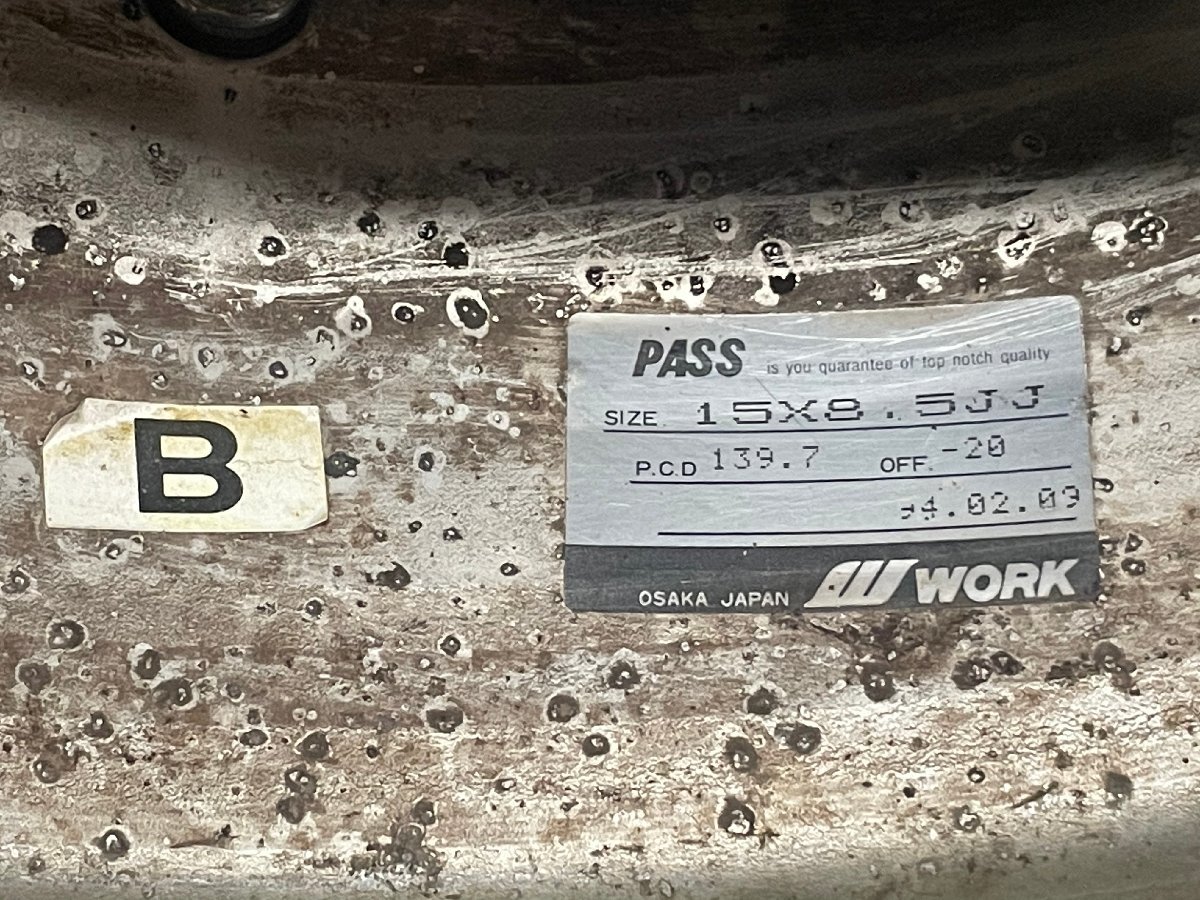 B
PASS is you quarantee of top notch quality
SIZE 15X8.5JJ
P.C.D 139.7 OFF. -20
94.02.09
OSAKA JAPAN WORK